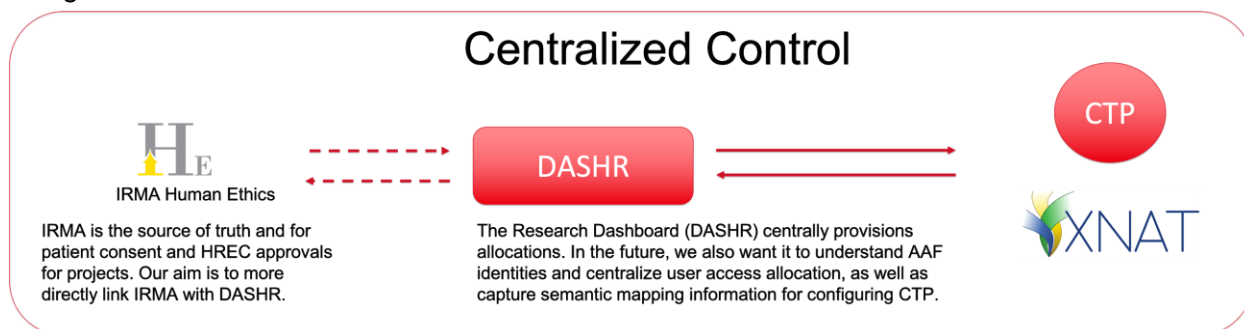 Centralized Control
CTP
HE
DASHR
IRMA Human Ethics
XNAT
IRMA is the source of truth and for
patient consent and HREC approvals
for projects. Our aim is to more
directly link IRMA with DASHR.
The Research Dashboard (DASHR) centrally provisions
allocations. In the future, we also want it to understand AAF
identities and centralize user access allocation, as well as
capture semantic mapping information for configuring CTP.